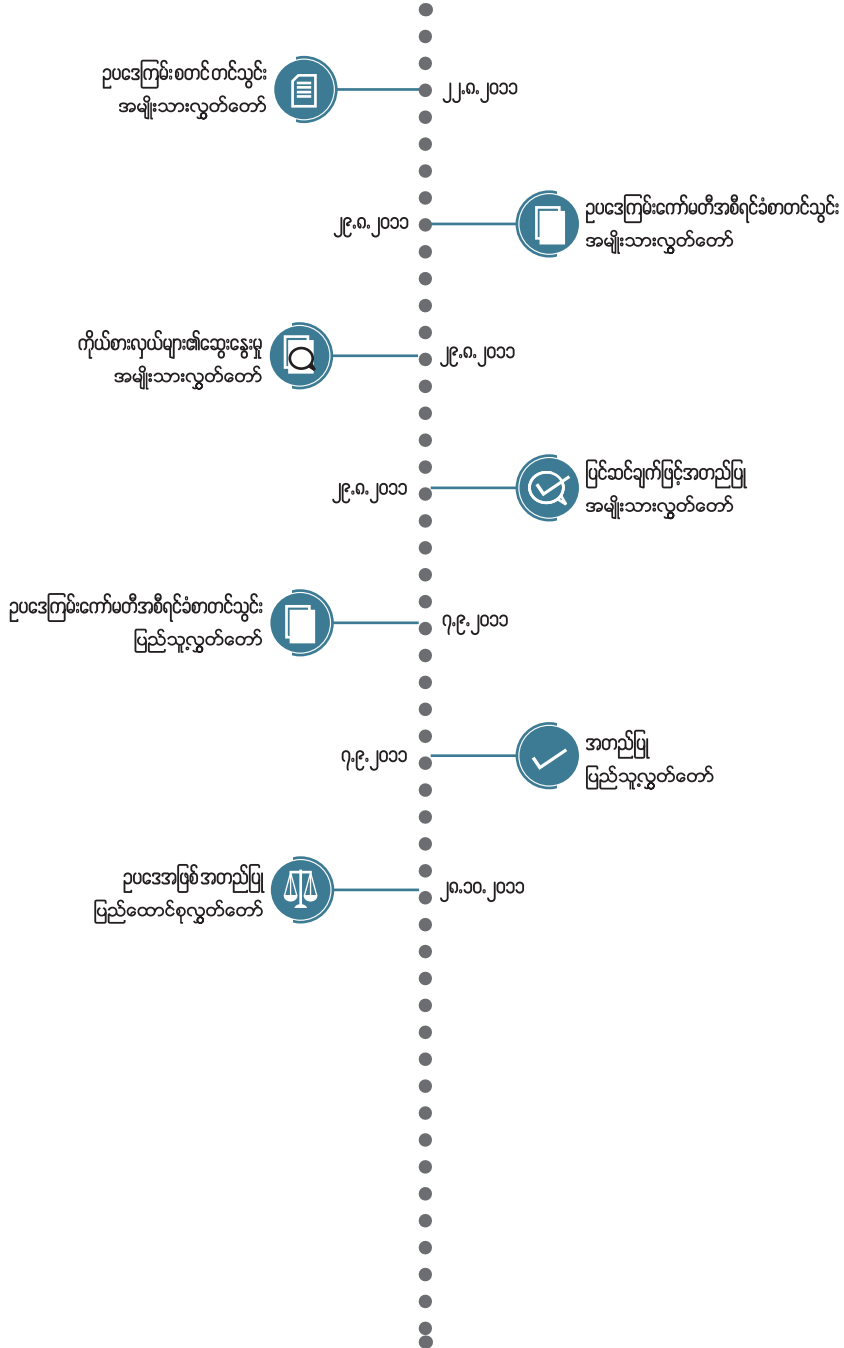 ဥပဒေကြမ်းစတင်တင်သွင်း
အမျိုးသားလွှတ်တော်
၂၂.၈.၂၀၁၁
၂၉.၈.၂၀၁၁
ဥပဒေကြမ်းကော်မတီအစီရင်ခံစာတင်သွင်း
အမျိုးသားလွှတ်တော်
ကိုယ်စားလှယ်များ၏ဆွေးနွေးမှု
အမျိုးသားလွှတ်တော်
၂၉.၈.၂၀၁၁
၂၉.၈.၂၀၁၁
ပြင်ဆင်ချက်ဖြင့်အတည်ပြု
အမျိုးသားလွှတ်တော်
ဥပဒေကြမ်းကော်မတီအစီရင်ခံစာတင်သွင်း
ပြည်သူ့လွှတ်တော်
၇.၉.၂၀၁၁
၇.၉.၂၀၁၁
အတည်ပြု
ပြည်သူ့လွှတ်တော်
ဥပဒေအဖြစ်အတည်ပြု
ပြည်ထောင်စုလွှတ်တော်
၂၈.၁၀.၂၀၁၁